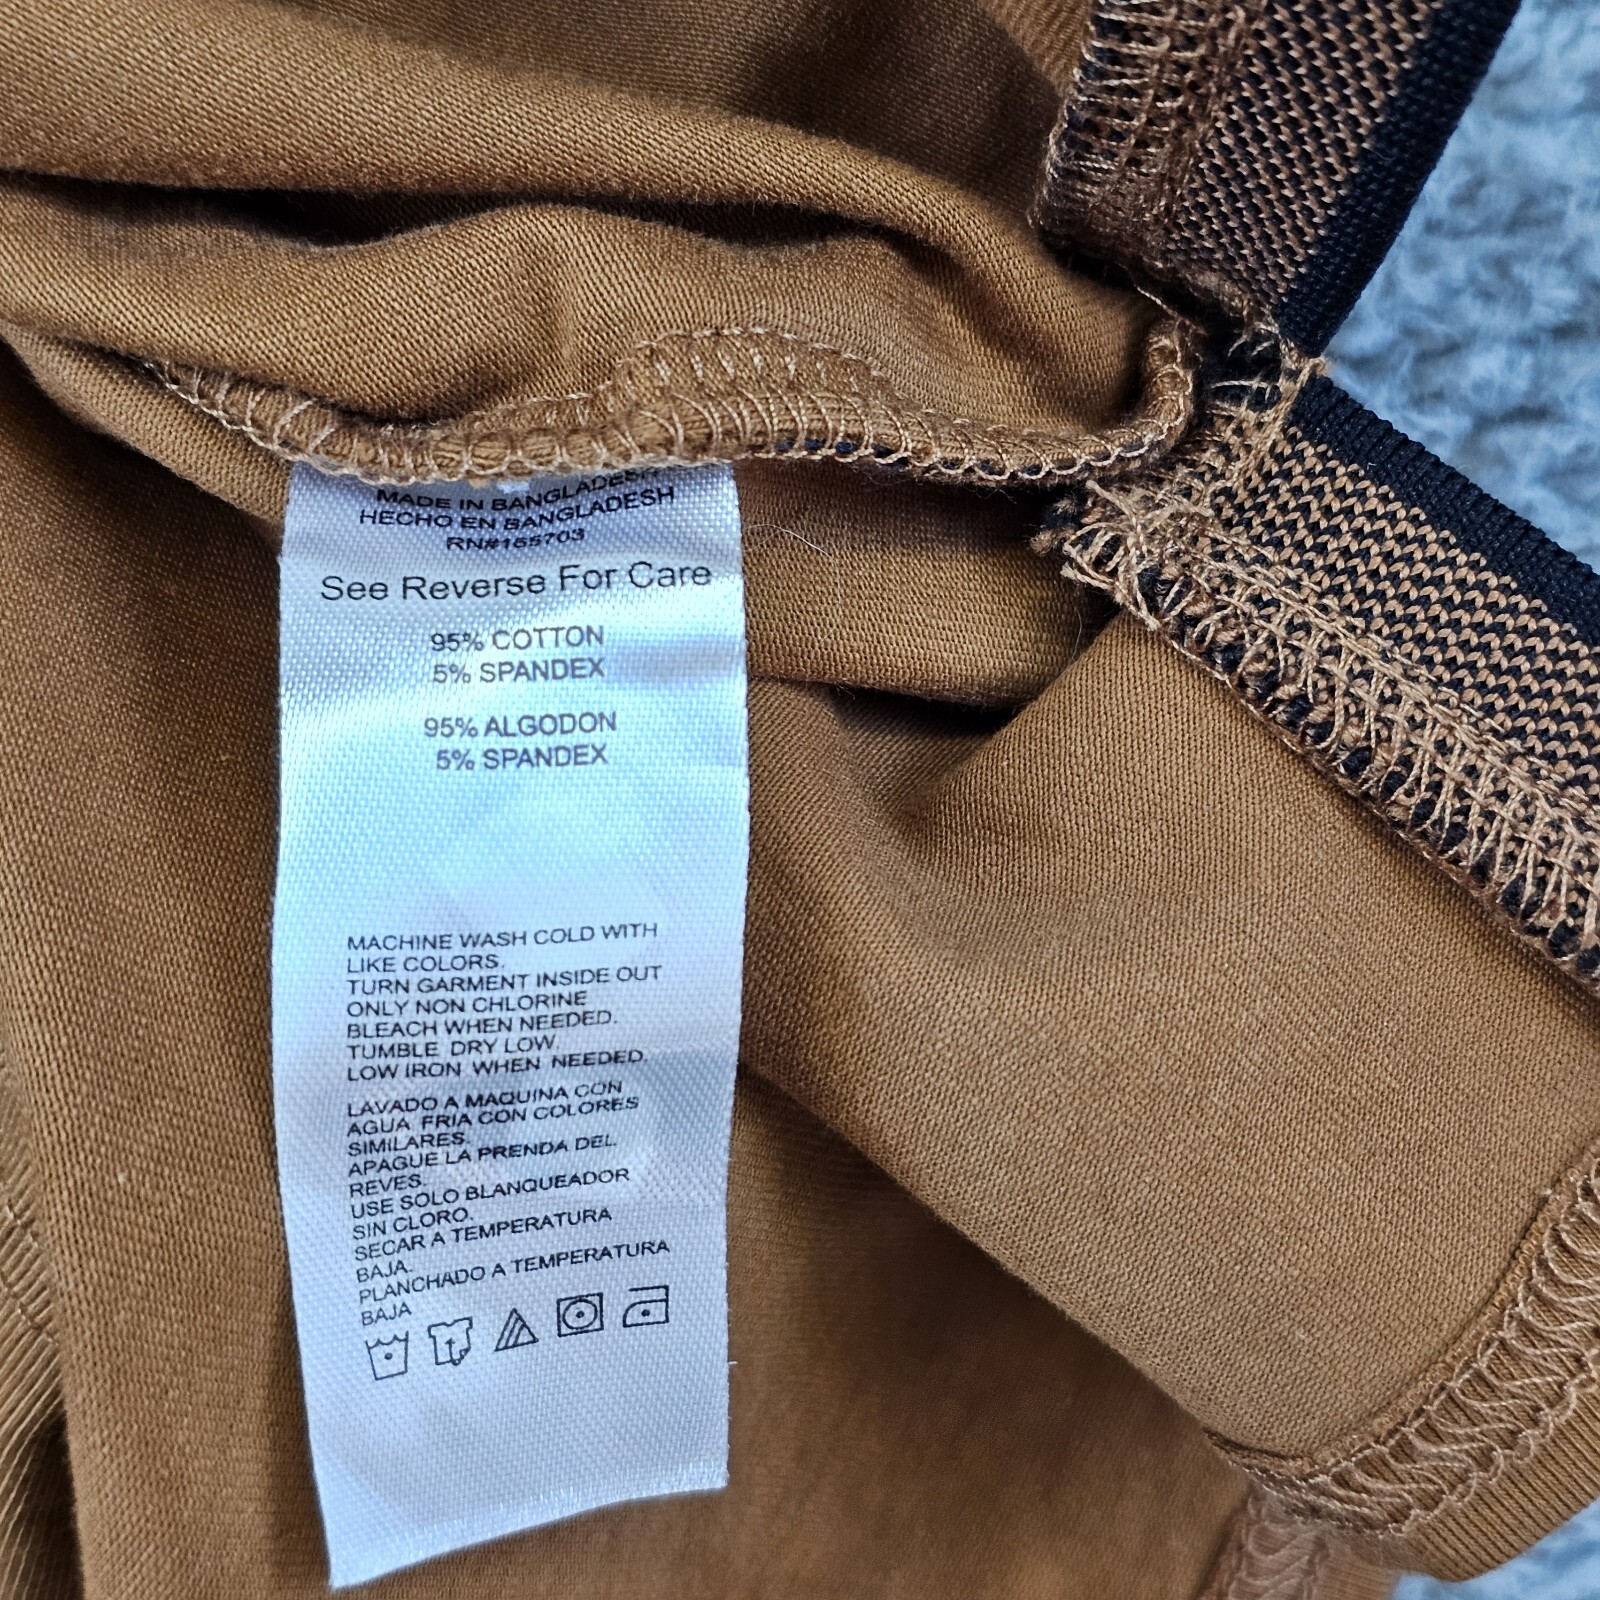 MADE IN BANGLADESH
HECHO EN BANGLADESH
RN#155703
See Reverse For Care
95% COTTON
5% SPANDEX
95% ALGODON
5% SPANDEX
MACHINE WASH COLD WITH
LIKE COLORS.
TURN GARMENT INSIDE OUT
ONLY NON CHLORINE
BLEACH WHEN NEEDED.
TUMBLE DRY LOW.
LOW IRON WHEN NEEDED.
LAVADO A MAQUINA CON
AGUA FRIA CON COLORES
SIMILARES.
APAGUE LA PRENDA DEL
REVES.
USE SOLO BLANQUEADOR
SIN CLORO.
SECAR A TEMPERATURA
BAJA.
PLANCHADO A TEMPERATURA
BAJA